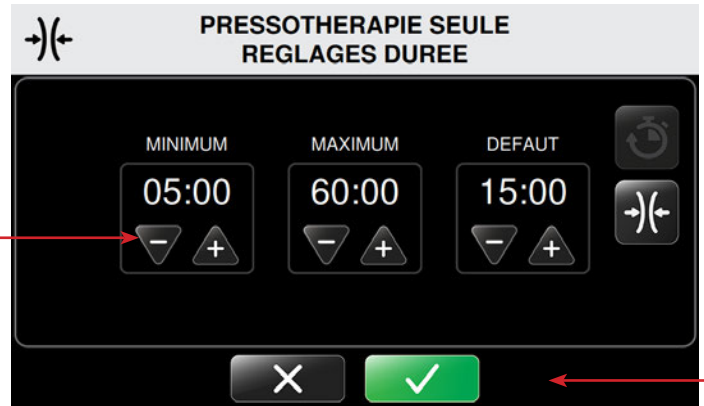 PRESSOTHERAPIE SEULE
REGLAGES DUREE
MINIMUM MAXIMUM DEFAUT
05:00 60:00 15:00
- + - + - +